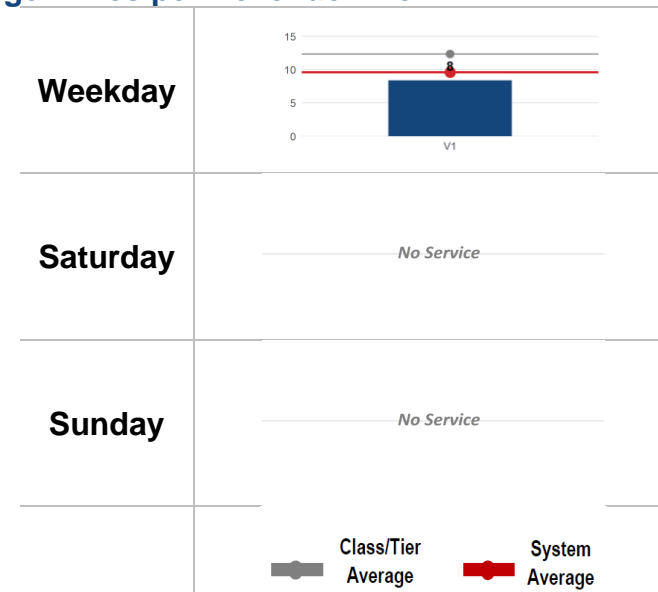 Weekday
15
10
5
0
8
V1
Saturday
No Service
Sunday
No Service
Class/Tier
Average
System
Average